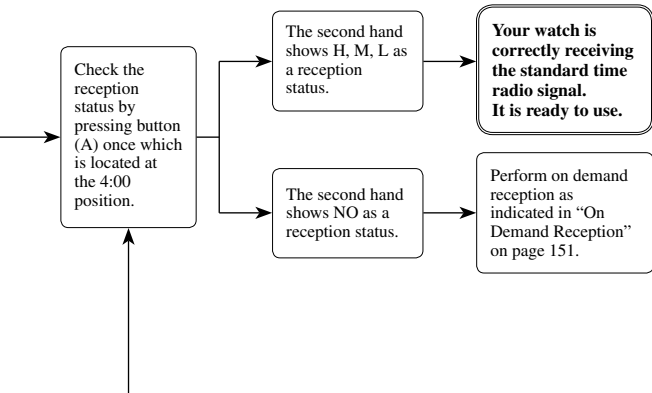 Check the
reception
status by
pressing button
(A) once which
is located at
the 4:00
position.
The second hand
shows H, M, L as
a reception
status.
Your watch is
correctly receiving
the standard time
radio signal.
It is ready to use.
The second hand
shows NO as a
reception status.
Perform on demand
reception as
indicated in “On
Demand Reception”
on page 151.